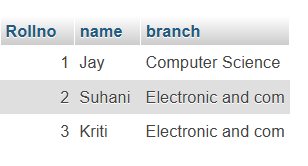 Rollno name branch
1 Jay Computer Science
2 Suhani Electronic and com
3 Kriti Electronic and com